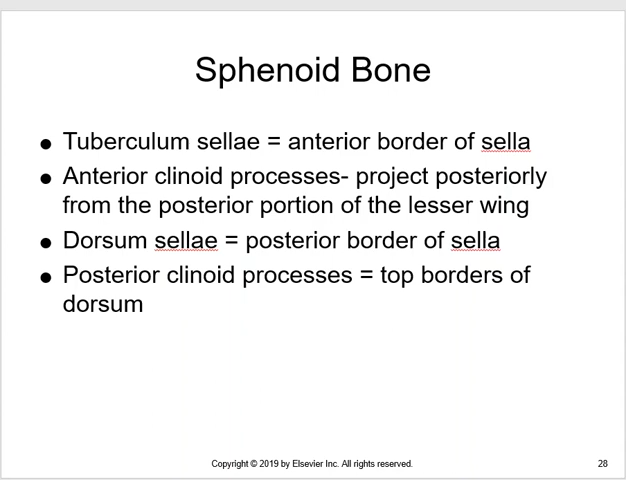 Sphenoid Bone
● Tuberculum sellae = anterior border of sella
● Anterior clinoid processes- project posteriorly
from the posterior portion of the lesser wing
● Dorsum sellae = posterior border of sella
● Posterior clinoid processes = top borders of
dorsum
Copyright © 2019 by Elsevier Inc. All rights reserved.
28